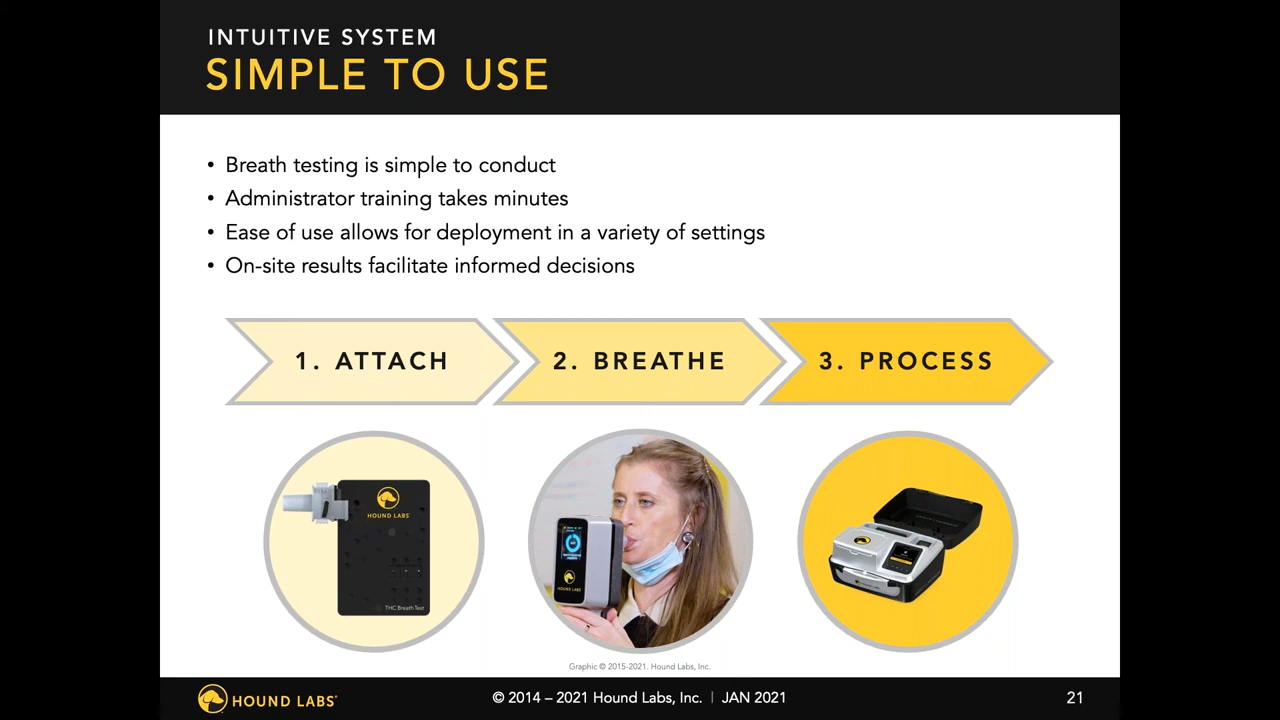 INTUITIVE SYSTEM
SIMPLE TO USE
• Breath testing is simple to conduct
• Administrator training takes minutes
• Ease of use allows for deployment in a variety of settings
• On-site results facilitate informed decisions
1. ATTACH
2. BREATHE
3. PROCESS
HOUND LABS
THC Breath Test
HOUND LABS
Graphic © 2015-2021. Hound Labs, Inc.
HOUND LABS
© 2014 – 2021 Hound Labs, Inc. | JAN 2021
21